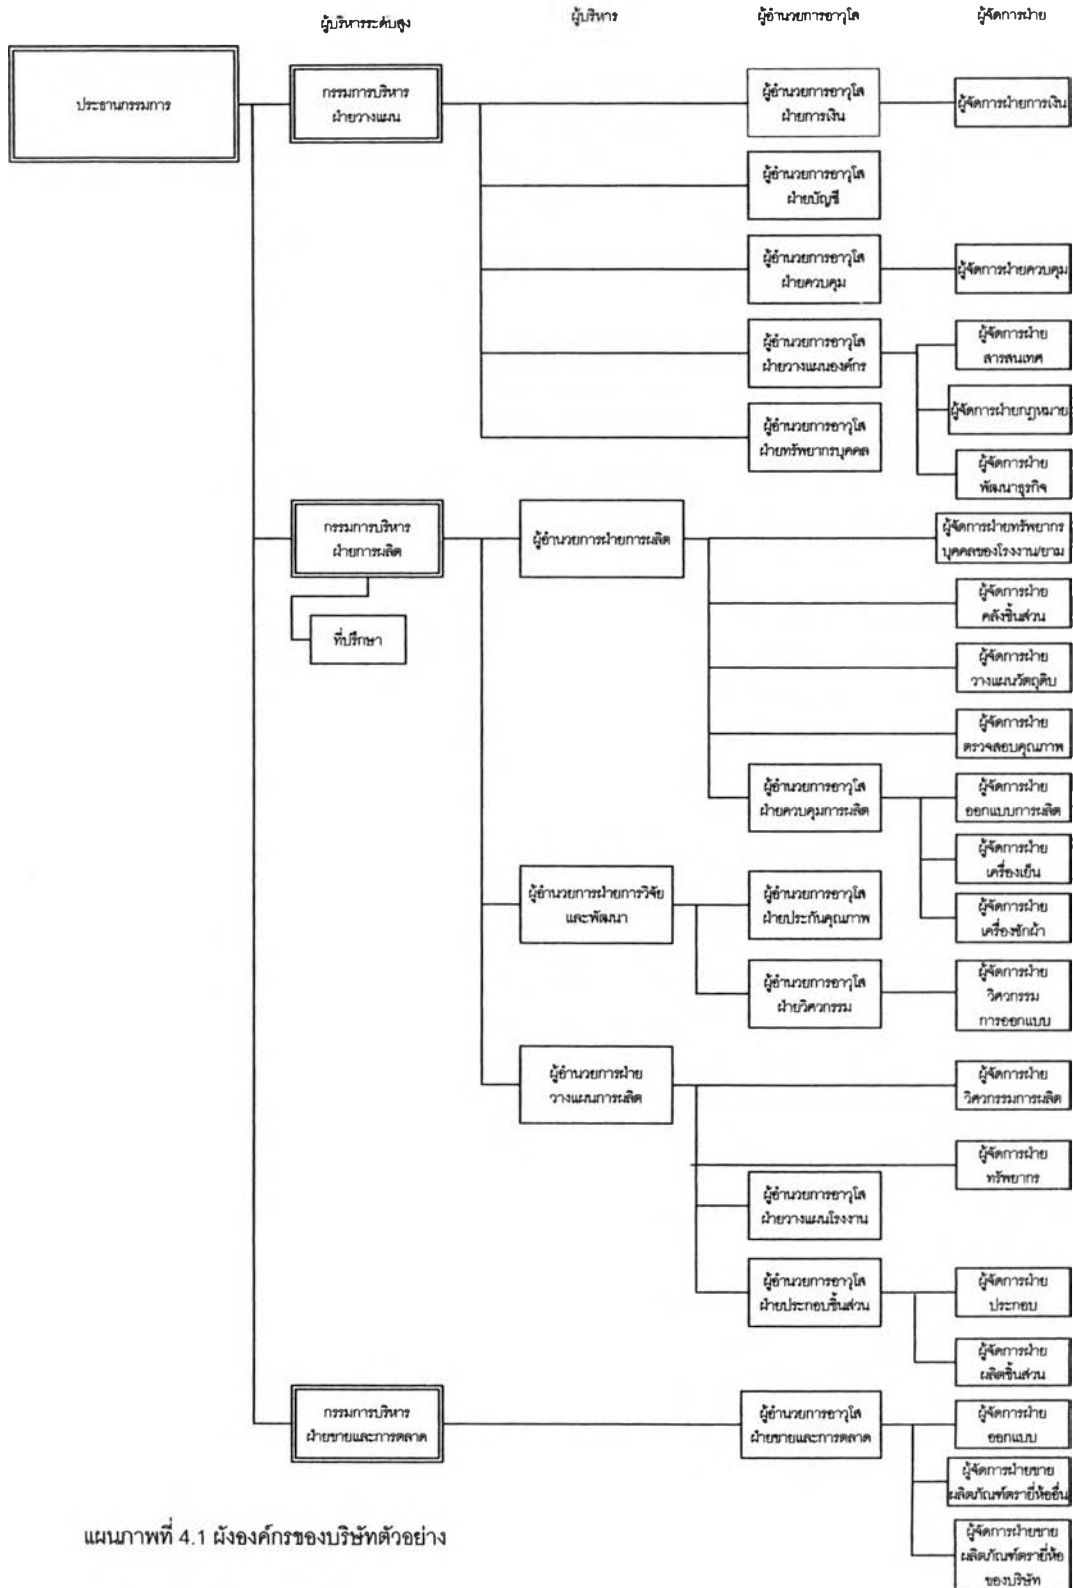 ผู้บริหารระดับสูง
ผู้บริหาร
ผู้อำนวยการอาวุโส
ผู้จัดการฝ่าย
ประธานกรรมการ
กรรมการบริหาร
ฝ่ายวางแผน
ผู้อำนวยการอาวุโส
ฝ่ายการเงิน
ผู้จัดการฝ่ายการเงิน
ผู้อำนวยการอาวุโส
ฝ่ายบัญชี
ผู้อำนวยการอาวุโส
ฝ่ายควบคุม
ผู้จัดการฝ่ายควบคุม
ผู้อำนวยการอาวุโส
ฝ่ายวางแผนองค์กร
ผู้จัดการฝ่าย
สารสนเทศ
ผู้จัดการฝ่ายกฎหมาย
ผู้จัดการฝ่าย
พัฒนาธุรกิจ
ผู้อำนวยการอาวุโส
ฝ่ายทรัพยากรบุคคล
กรรมการบริหาร
ฝ่ายการผลิต
ที่ปรึกษา
ผู้อำนวยการฝ่ายการผลิต
ผู้จัดการฝ่ายทรัพยากร
บุคคลของโรงงาน/ยาม
ผู้จัดการฝ่าย
คลังชิ้นส่วน
ผู้จัดการฝ่าย
วางแผนวัตถุดิบ
ผู้จัดการฝ่าย
ตรวจสอบคุณภาพ
ผู้อำนวยการอาวุโส
ฝ่ายควบคุมการผลิต
ผู้จัดการฝ่าย
ออกแบบการผลิต
ผู้จัดการฝ่าย
เครื่องเย็น
ผู้จัดการฝ่าย
เครื่องซักผ้า
ผู้อำนวยการฝ่ายการวิจัย
และพัฒนา
ผู้อำนวยการอาวุโส
ฝ่ายประกันคุณภาพ
ผู้อำนวยการอาวุโส
ฝ่ายวิศวกรรม
ผู้จัดการฝ่าย
วิศวกรรม
การออกแบบ
ผู้อำนวยการฝ่าย
วางแผนการผลิต
ผู้จัดการฝ่าย
วิศวกรรมการผลิต
ผู้จัดการฝ่าย
ทรัพยากร
ผู้อำนวยการอาวุโส
ฝ่ายวางแผนโรงงาน
ผู้อำนวยการอาวุโส
ฝ่ายประกอบชิ้นส่วน
ผู้จัดการฝ่าย
ประกอบ
ผู้จัดการฝ่าย
ผลิตชิ้นส่วน
กรรมการบริหาร
ฝ่ายขายและการตลาด
ผู้อำนวยการอาวุโส
ฝ่ายขายและการตลาด
ผู้จัดการฝ่าย
ออกแบบ
ผู้จัดการฝ่ายขาย
ผลิตภัณฑ์ตรายี่ห้ออื่น
ผู้จัดการฝ่ายขาย
ผลิตภัณฑ์ตรายี่ห้อ
ของบริษัท
แผนภาพที่ 4.1 ผังองค์กรของบริษัทตัวอย่าง